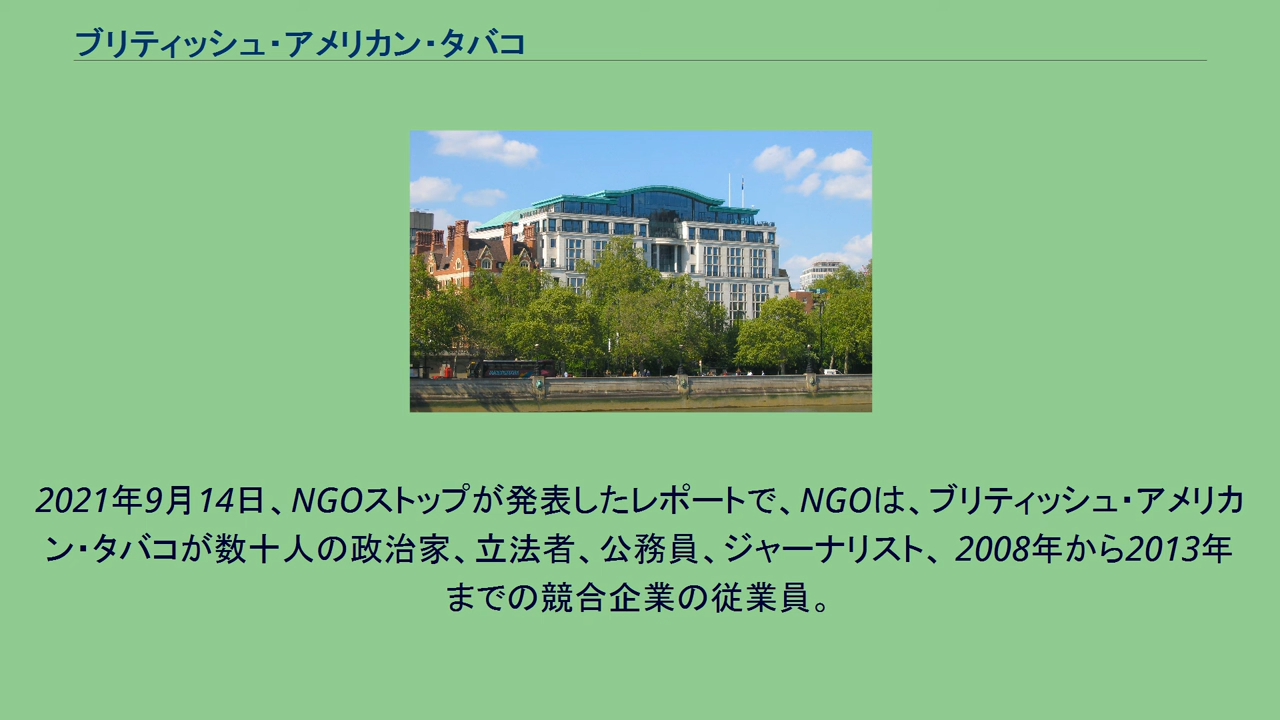 ブリティッシュ・アメリカン・タバコ
2021年9月14日、NGOストップが発表したレポートで、NGOは、ブリティッシュ・アメリカ
ン・タバコが数十人の政治家、立法者、公務員、ジャーナリスト、 2008年から2013年
までの競合企業の従業員。